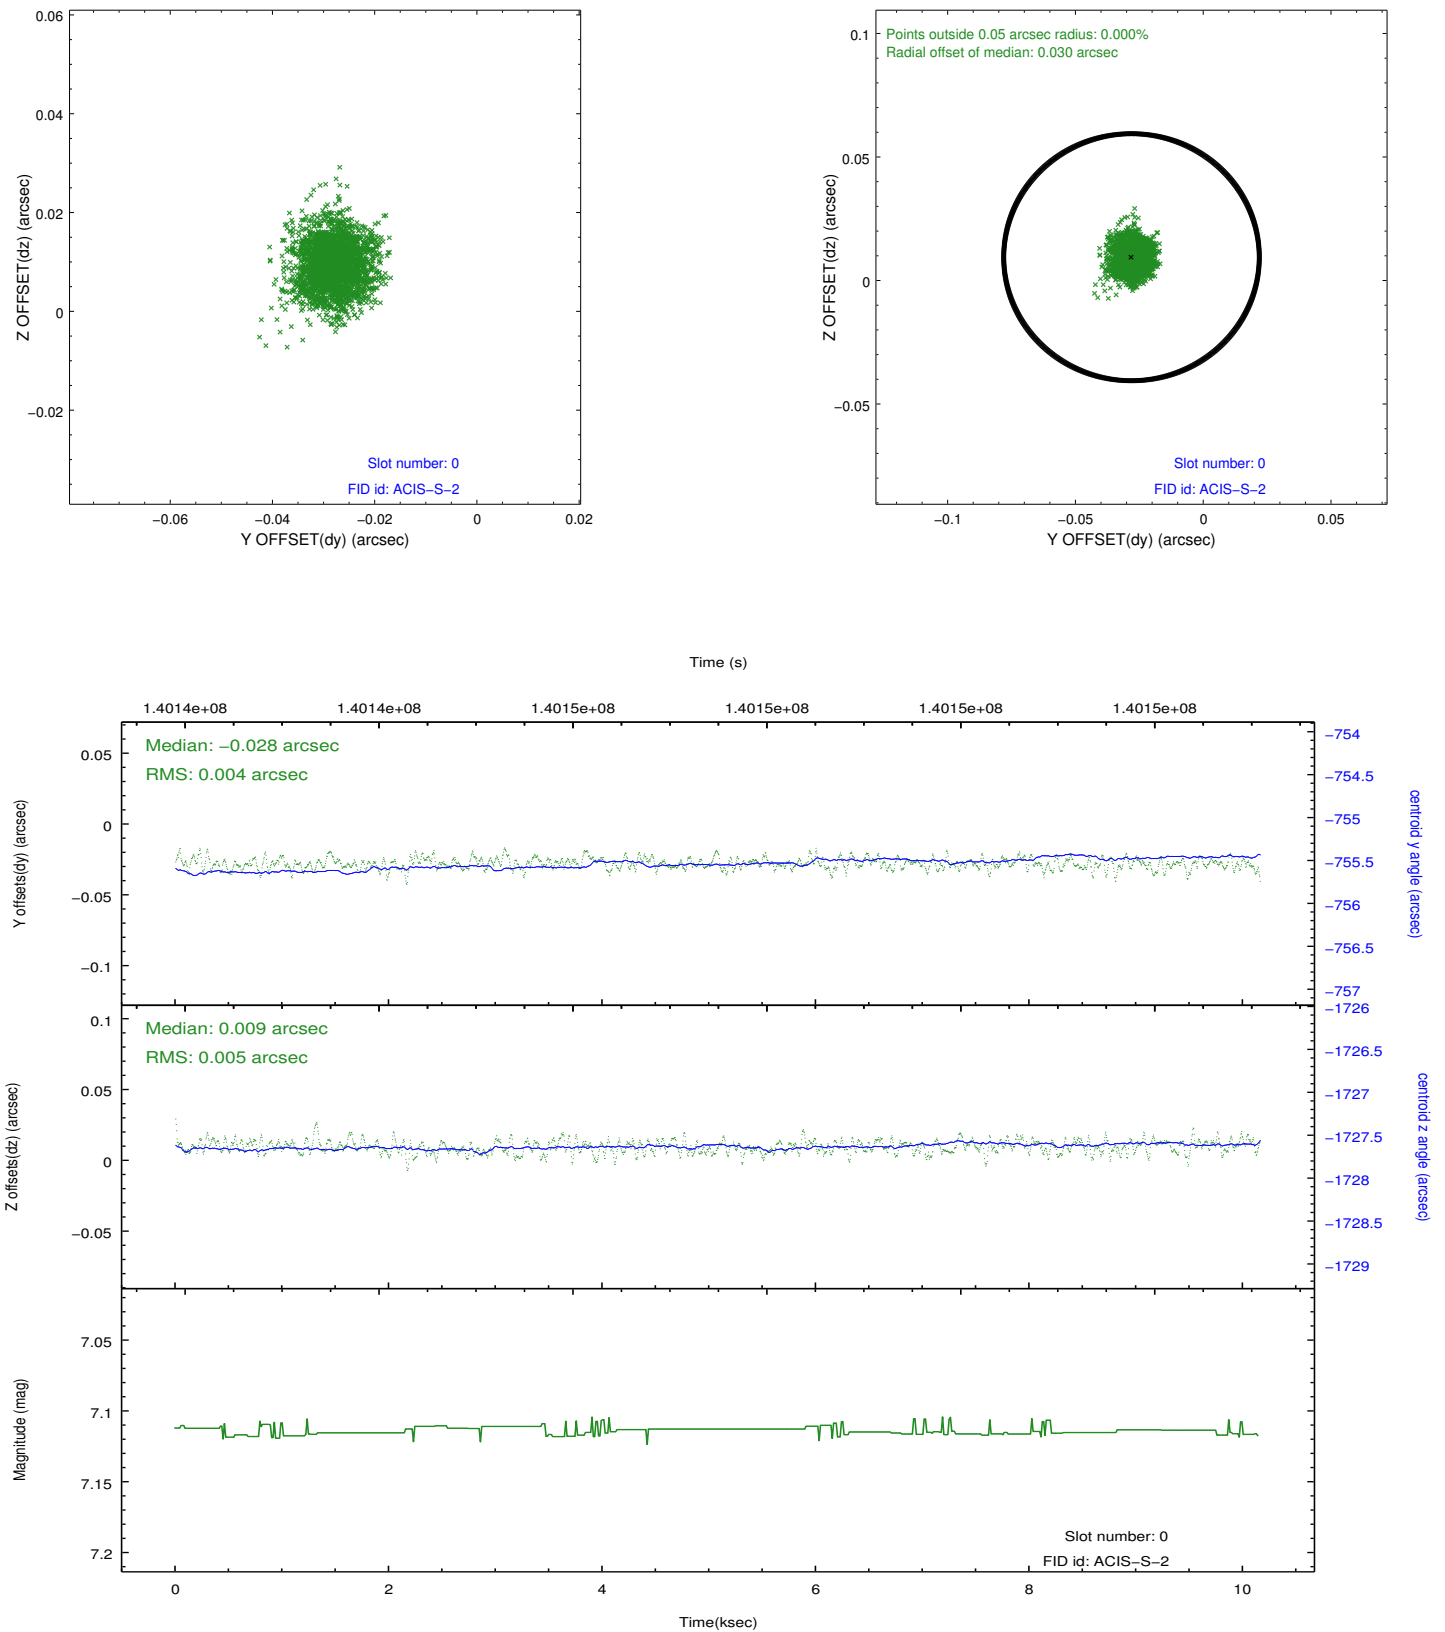 0.06
0.04
0.02
0
−0.02
Z OFFSET(dz) (arcsec)
Slot number: 0
FID id: ACIS−S−2
−0.06
−0.04
−0.02
0
0.02
Y OFFSET(dy) (arcsec)
Points outside 0.05 arcsec radius: 0.000%
Radial offset of median: 0.030 arcsec
0.1
0.05
0
−0.05
Z OFFSET(dz) (arcsec)
Slot number: 0
FID id: ACIS−S−2
−0.1
−0.05
0
0.05
Y OFFSET(dy) (arcsec)
Time (s)
1.4014e+08
1.4014e+08
1.4015e+08
1.4015e+08
1.4015e+08
1.4015e+08
Median: −0.028 arcsec
RMS: 0.004 arcsec
0.05
0
−0.05
−0.1
Y offsets(dy) (arcsec)
−754
−754.5
−755
−755.5
−756
−756.5
−757
centroid y angle (arcsec)
Median: 0.009 arcsec
RMS: 0.005 arcsec
0.1
0.05
0
−0.05
Z offsets(dz) (arcsec)
−1726
−1726.5
−1727
−1727.5
−1728
−1728.5
−1729
centroid z angle (arcsec)
7.05
7.1
7.15
7.2
Magnitude (mag)
Slot number: 0
FID id: ACIS−S−2
0
2
4
6
8
10
Time(ksec)